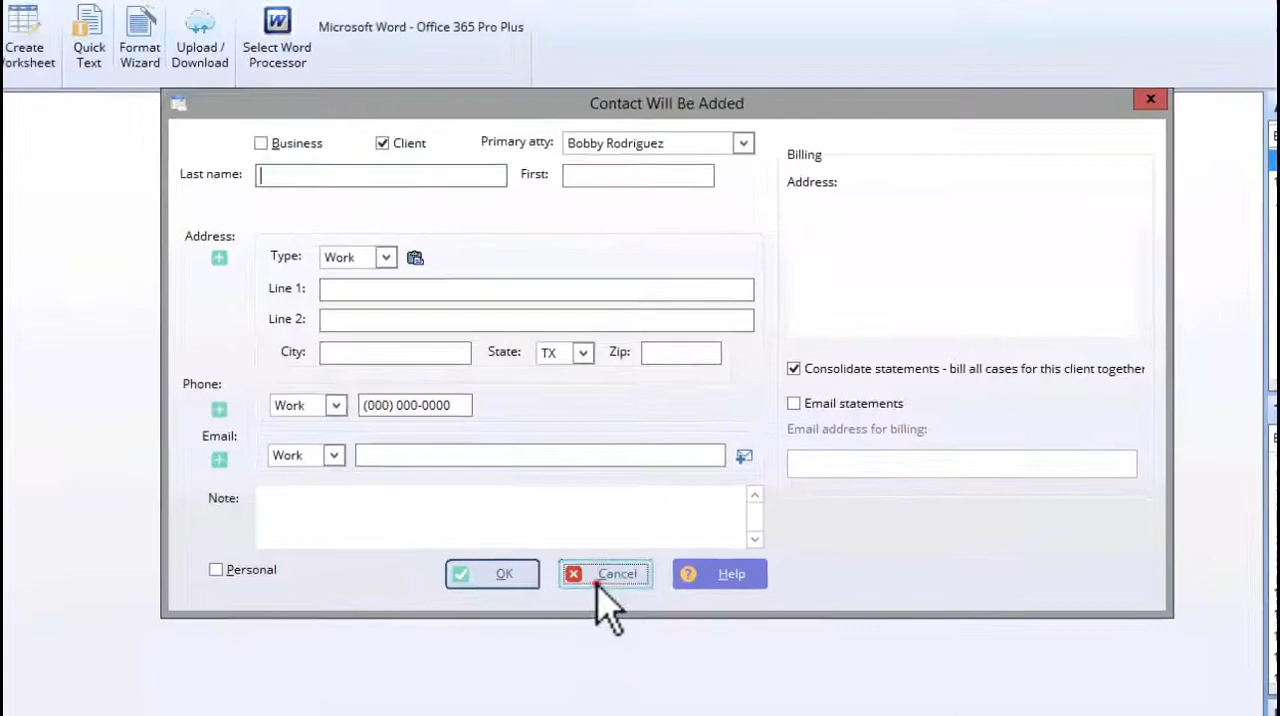 Create
Worksheet
Quick
Text
Format
Wizard
Upload /
Download
Select Word
Processor
Microsoft Word - Office 365 Pro Plus
Contact Will Be Added
Business
Client
Primary atty:
Bobby Rodriguez
Last name:
First:
Billing
Address:
Address:
Type:
Work
Line 1:
Line 2:
City:
State:
TX
Zip:
Consolidate statements - bill all cases for this client together
Phone:
Work
(000) 000-0000
Email statements
Email address for billing:
Email:
Work
Note:
Personal
OK
Cancel
Help